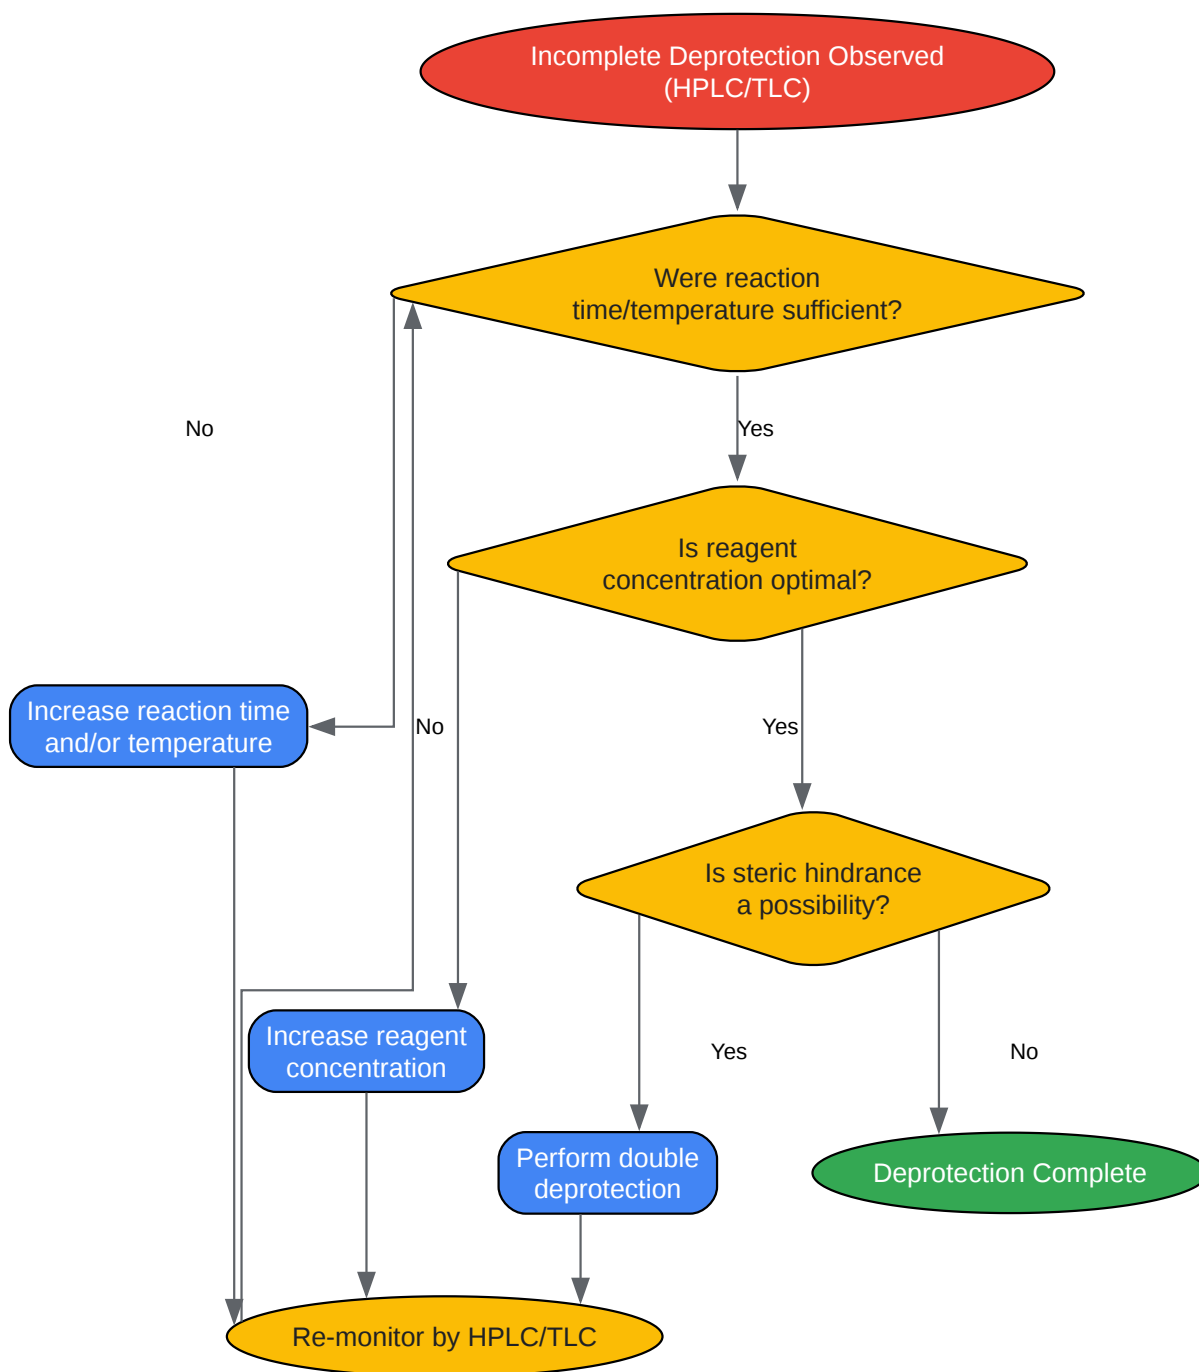 Incomplete Deprotection Observed
(HPLC/TLC)
Were reaction
time/temperature sufficient?
No
Yes
Is reagent
concentration optimal?
Increase reaction time
and/or temperature
No
Yes
Is steric hindrance
a possibility?
Increase reagent
concentration
Yes
No
Perform double
deprotection
Deprotection Complete
Re-monitor by HPLC/TLC